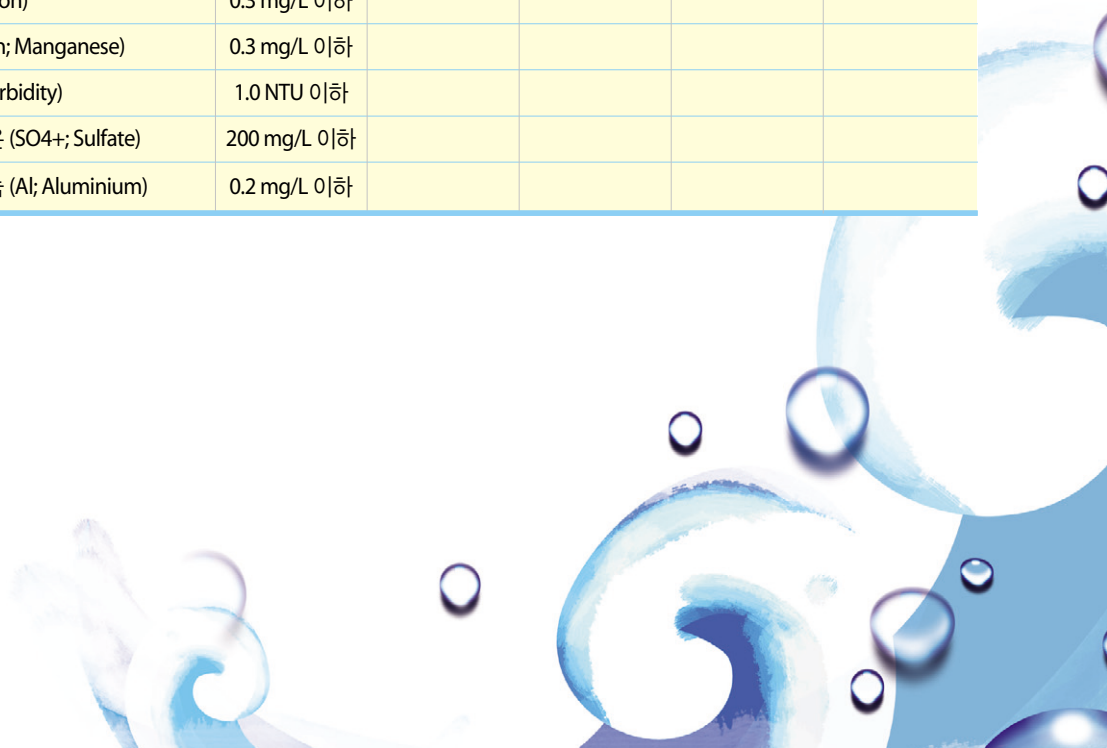 0.3 mg/L 이하
; Manganese) 0.3 mg/L 이하
1.0 NTU 이하
(SO4+; Sulfate) 200 mg/L 이하
(Al; Aluminium) 0.2 mg/L 이하